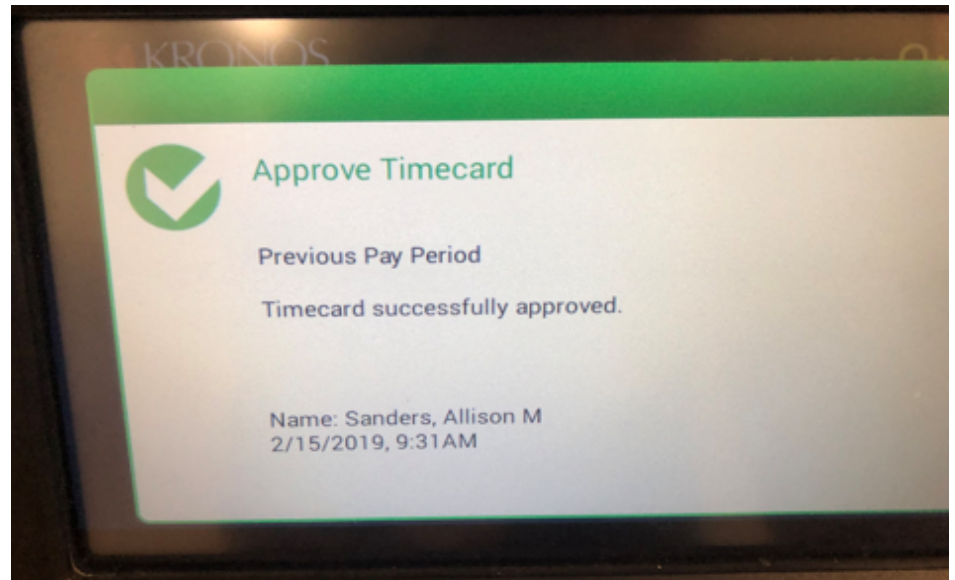 KRONOS
Approve Timecard
Previous Pay Period
Timecard successfully approved.
Name: Sanders, Allison M
2/15/2019, 9:31AM